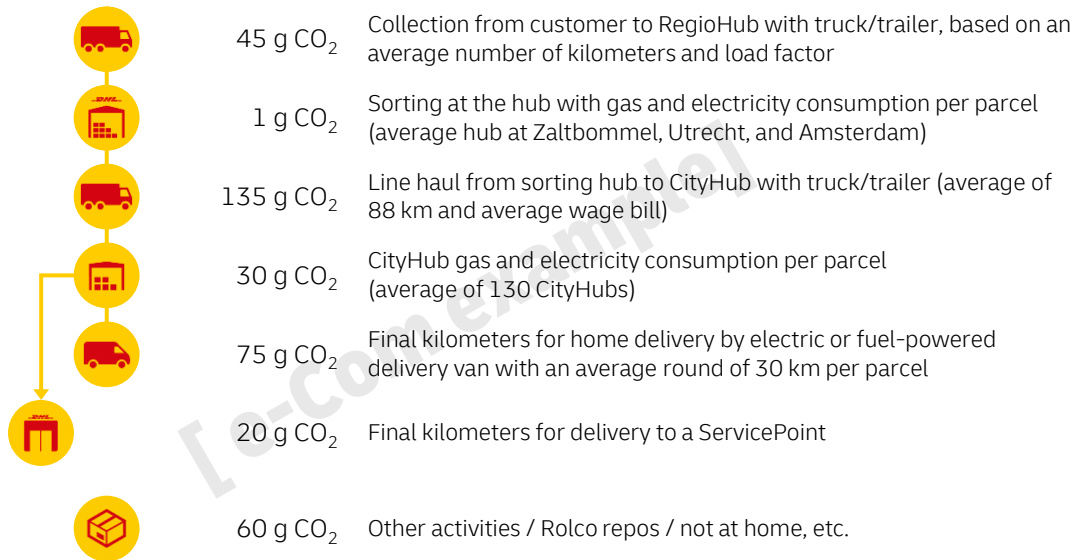 45 g CO₂ Collection from customer to RegioHub with truck/trailer, based on an
average number of kilometers and load factor
1 g CO₂ Sorting at the hub with gas and electricity consumption per parcel
(average hub at Zaltbommel, Utrecht, and Amsterdam)
135 g CO₂ Line haul from sorting hub to CityHub with truck/trailer (average of
88 km and average wage bill)
30 g CO₂ CityHub gas and electricity consumption per parcel
(average of 130 CityHubs)
75 g CO₂ Final kilometers for home delivery by electric or fuel-powered
delivery van with an average round of 30 km per parcel
20 g CO₂ Final kilometers for delivery to a ServicePoint
60 g CO₂ Other activities / Rolco repos / not at home, etc.
[ e-Com example]
DHL
DHL